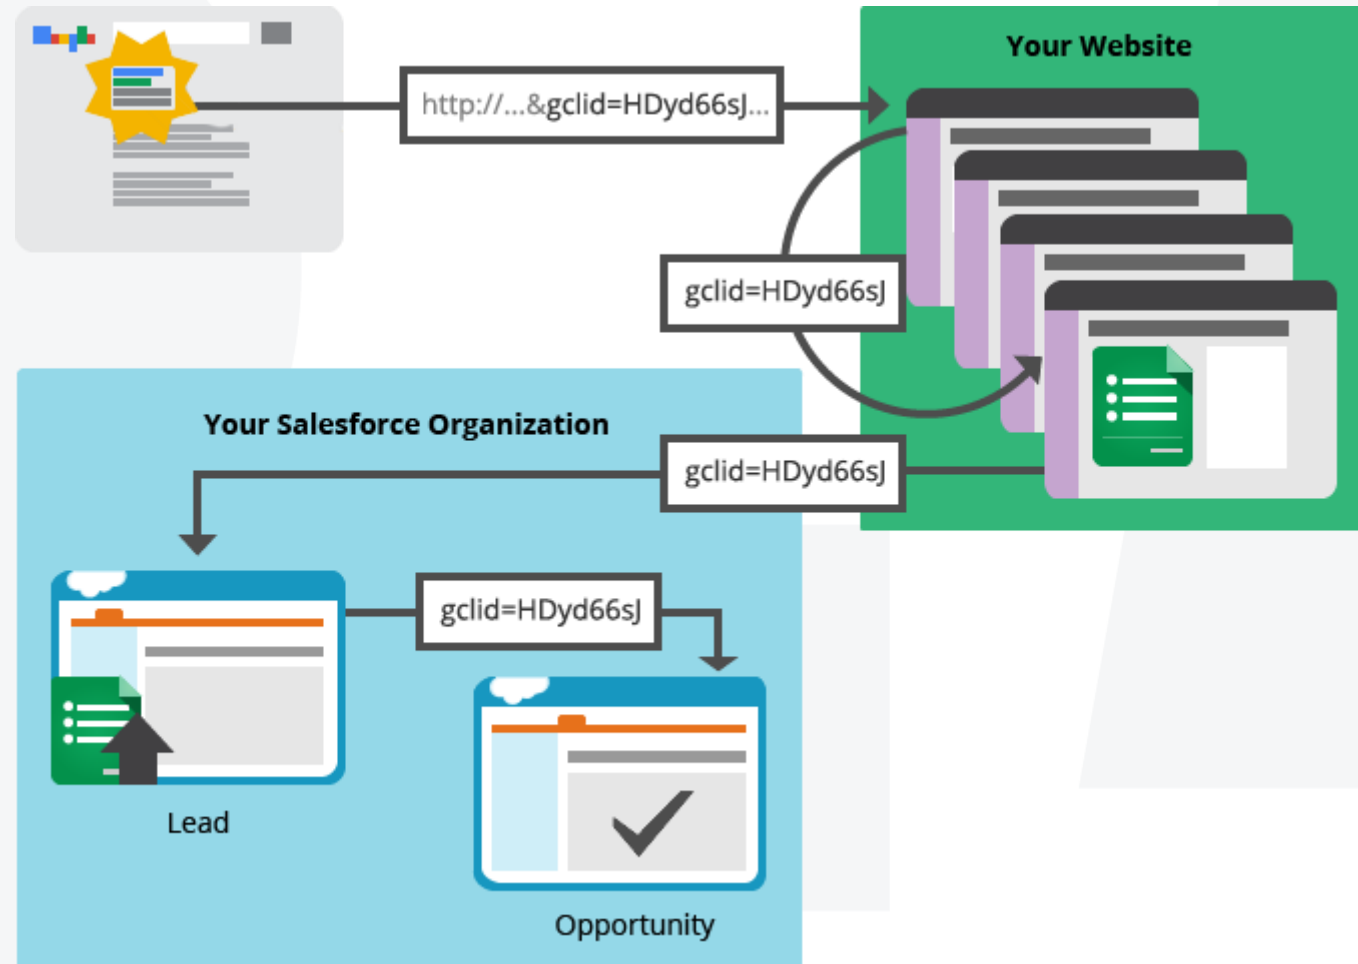 Your Website
http://...&gclid=HDyd66sJ...
gclid=HDyd66sJ
Your Salesforce Organization
gclid=HDyd66sJ
gclid=HDyd66sJ
Lead
Opportunity